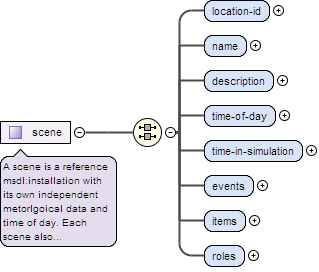 location-id
name
description
time-of-day
scene
time-in-simulation
A scene is a reference
msdl:installation with
its own independent
metorlgoical data and
time of day. Each
scene also...
events
items
roles